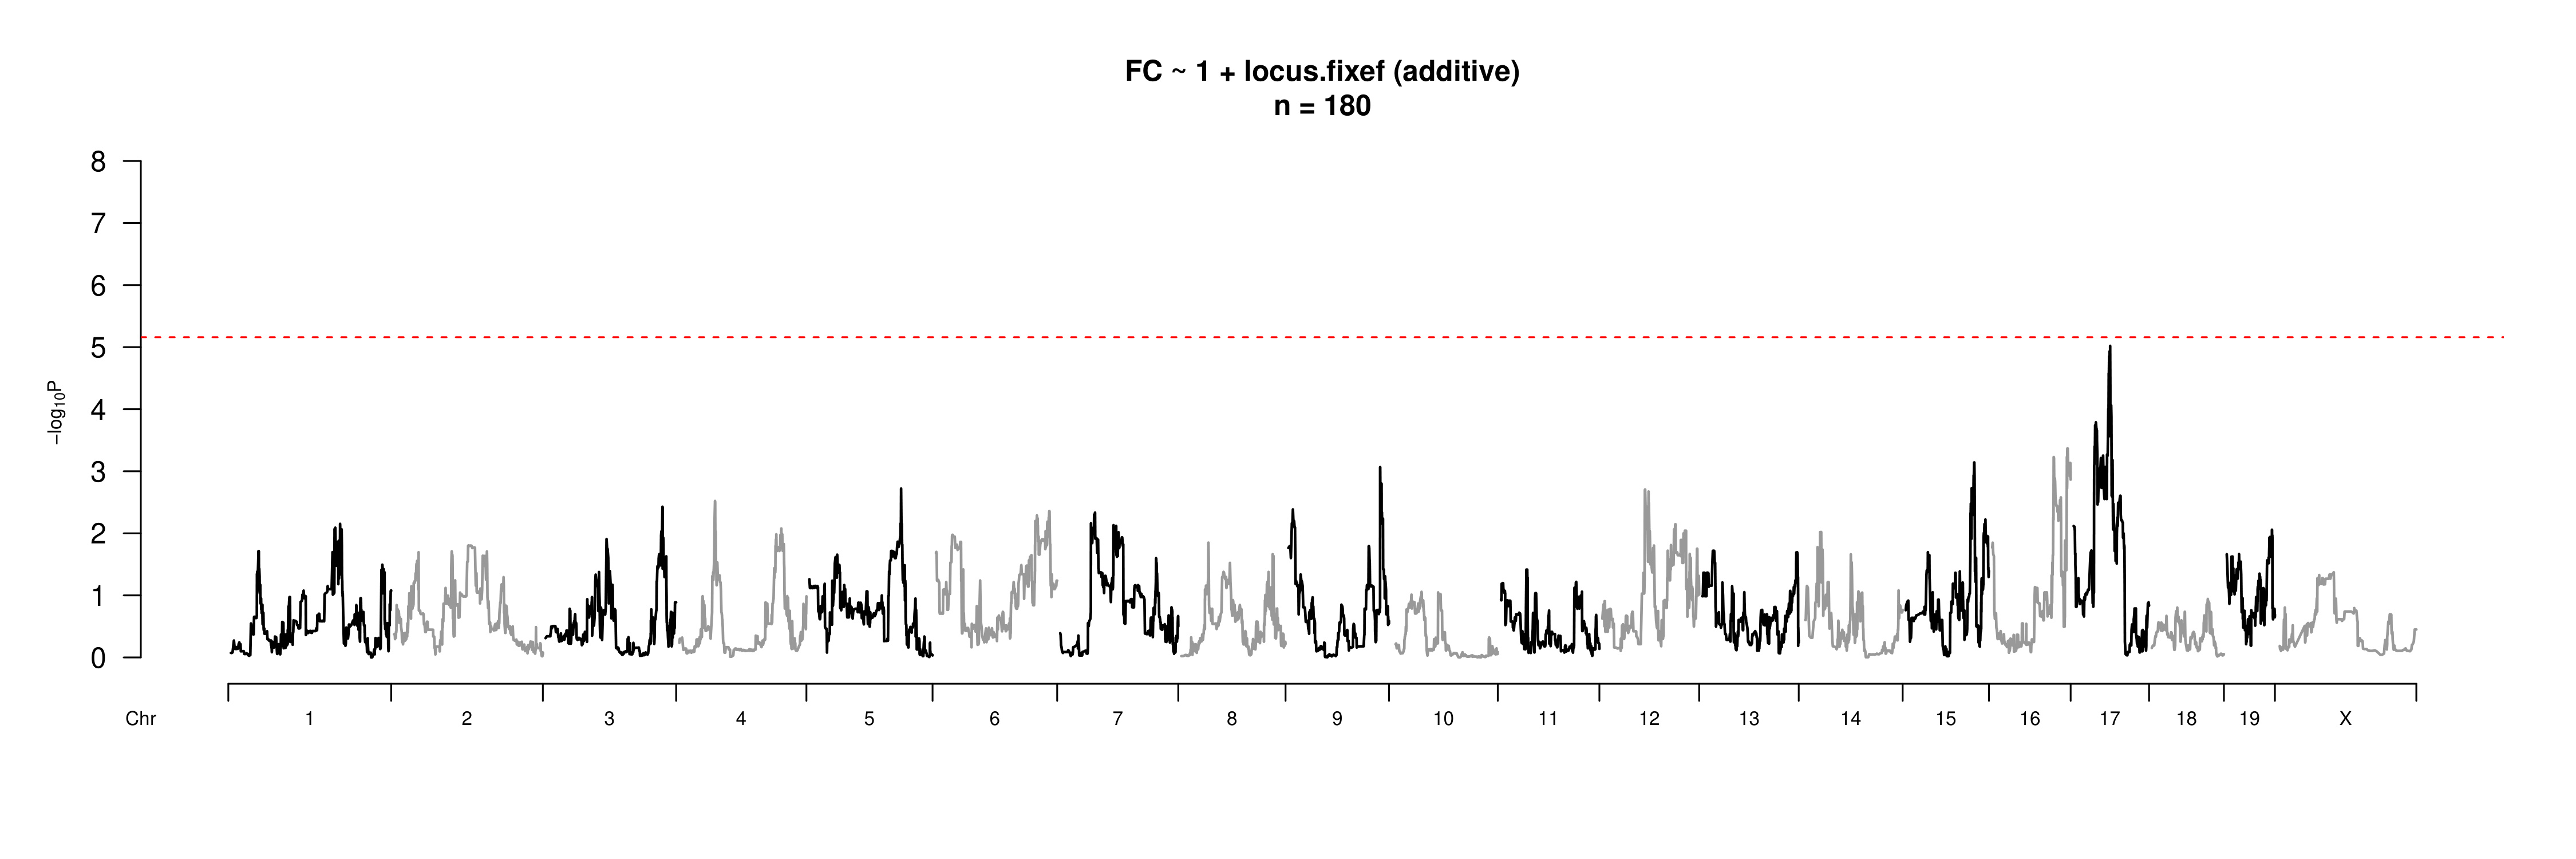 FC ~ 1 + locus.fixef (additive)
n = 180
8
7
6
5
4
3
2
1
0
−log10P
Chr 1 2 3 4 5 6 7 8 9 10 11 12 13 14 15 16 17 18 19 X